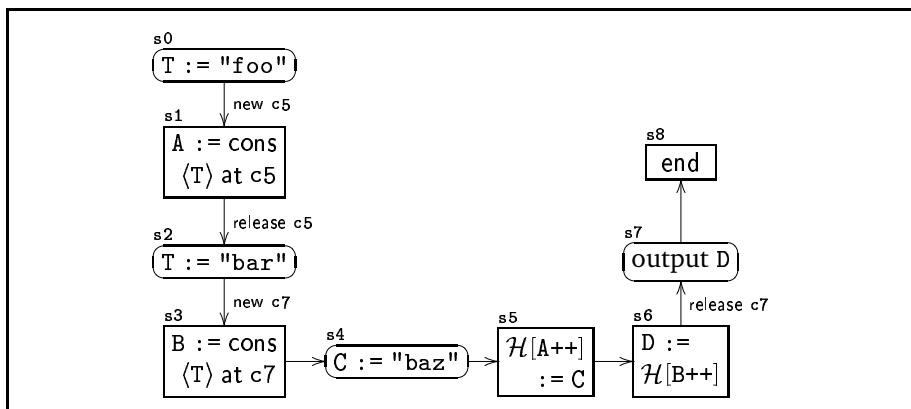 s0
T := "foo"
new c5
s1
A := cons
⟨T⟩ at c5
release c5
s2
T := "bar"
new c7
s3
B := cons
⟨T⟩ at c7
s4
C := "baz"
s5
ℋ[A++]
:= C
s6
D :=
ℋ[B++]
release c7
s7
output D
s8
end